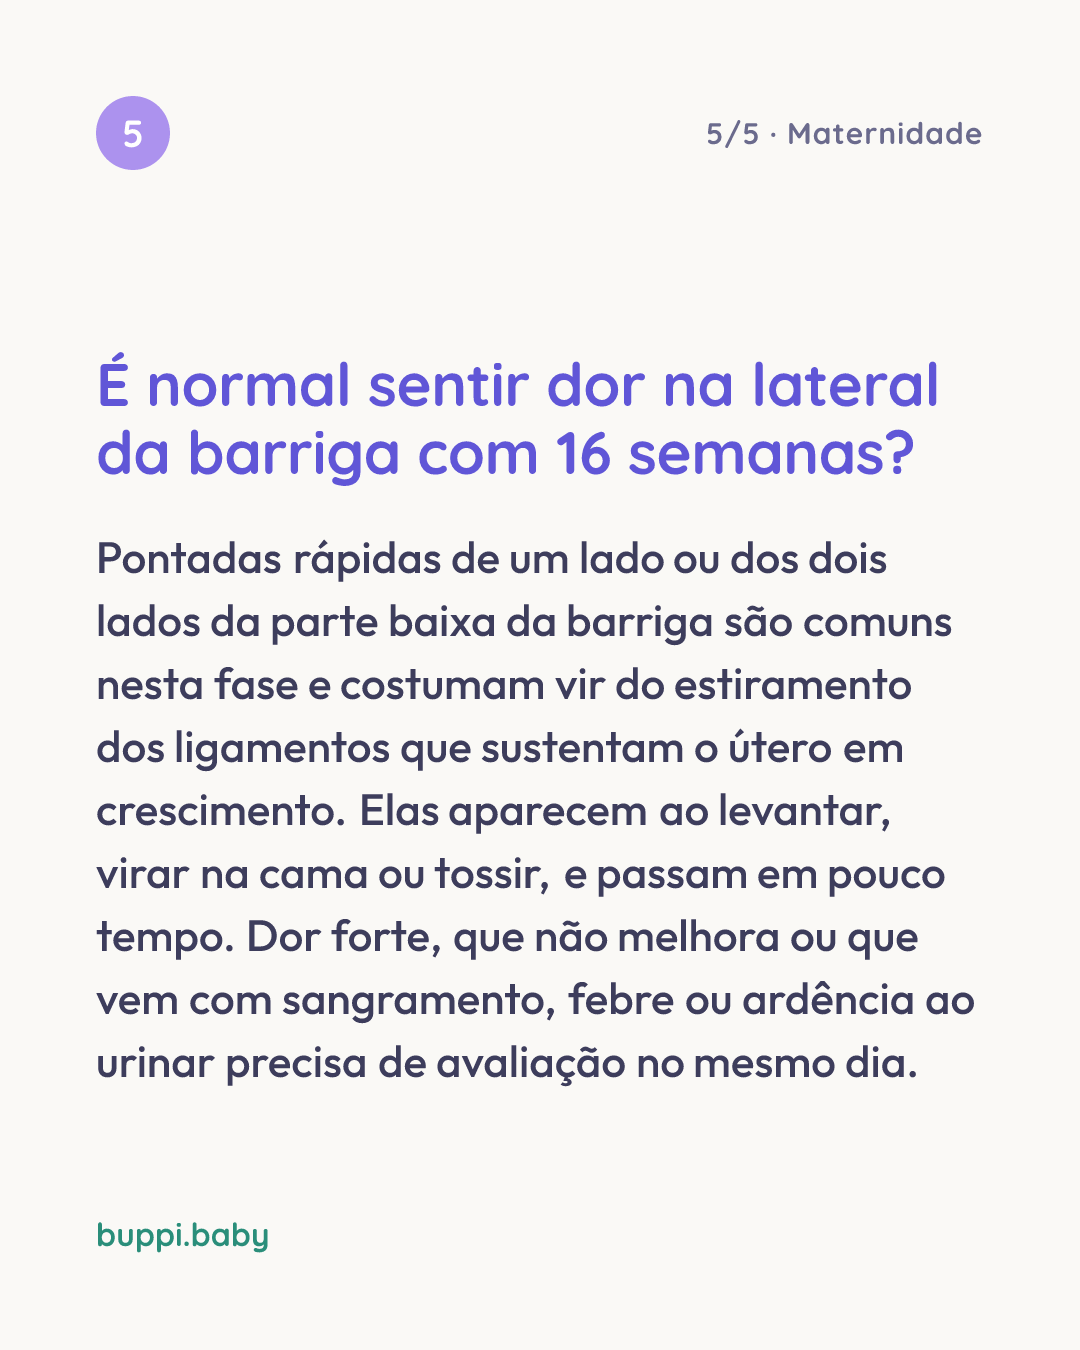 5
5/5 · Maternidade
É normal sentir dor na lateral
da barriga com 16 semanas?
Pontadas rápidas de um lado ou dos dois
lados da parte baixa da barriga são comuns
nesta fase e costumam vir do estiramento
dos ligamentos que sustentam o útero em
crescimento. Elas aparecem ao levantar,
virar na cama ou tossir, e passam em pouco
tempo. Dor forte, que não melhora ou que
vem com sangramento, febre ou ardência ao
urinar precisa de avaliação no mesmo dia.
buppi.baby